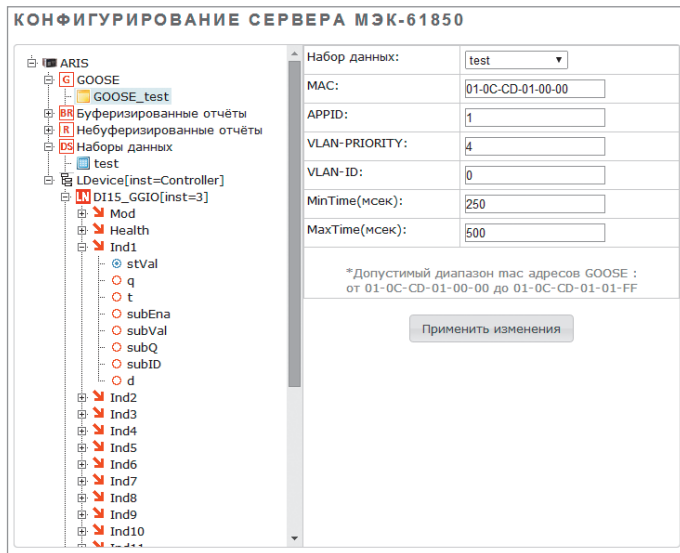 КОНФИГУРИРОВАНИЕ СЕРВЕРА МЭК-61850
ARIS
G GOOSE
GOOSE_test
BR Буферизированные отчёты
R Небуферизированные отчёты
DS Наборы данных
test
LDevice[inst=Controller]
LN DI15_GGIO[inst=3]
Mod
Health
Ind1
stVal
q
t
subEna
subVal
subQ
subID
d
Ind2
Ind3
Ind4
Ind5
Ind6
Ind7
Ind8
Ind9
Ind10
Ind11
Набор данных: test
MAC: 01-0C-CD-01-00-00
APPID: 1
VLAN-PRIORITY: 4
VLAN-ID: 0
MinTime(мсек): 250
MaxTime(мсек): 500
*Допустимый диапазон mac адресов GOOSE :
от 01-0C-CD-01-00-00 до 01-0C-CD-01-01-FF
Применить изменения